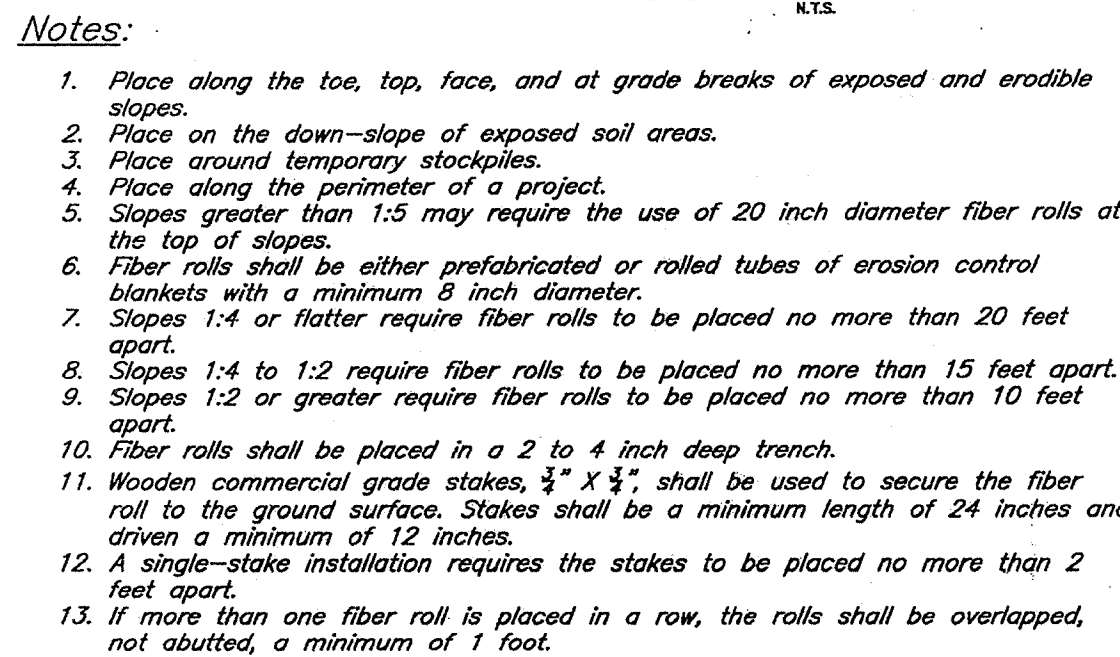 N.T.S.
Notes:
1. Place along the toe, top, face, and at grade breaks of exposed and erodible
slopes.
2. Place on the down-slope of exposed soil areas.
3. Place around temporary stockpiles.
4. Place along the perimeter of a project.
5. Slopes greater than 1:5 may require the use of 20 inch diameter fiber rolls at
the top of slopes.
6. Fiber rolls shall be either prefabricated or rolled tubes of erosion control
blankets with a minimum 8 inch diameter.
7. Slopes 1:4 or flatter require fiber rolls to be placed no more than 20 feet
apart.
8. Slopes 1:4 to 1:2 require fiber rolls to be placed no more than 15 feet apart.
9. Slopes 1:2 or greater require fiber rolls to be placed no more than 10 feet
apart.
10. Fiber rolls shall be placed in a 2 to 4 inch deep trench.
11. Wooden commercial grade stakes, 3/4" X 3/4", shall be used to secure the fiber
roll to the ground surface. Stakes shall be a minimum length of 24 inches and
driven a minimum of 12 inches.
12. A single-stake installation requires the stakes to be placed no more than 2
feet apart.
13. If more than one fiber roll is placed in a row, the rolls shall be overlapped,
not abutted, a minimum of 1 foot.